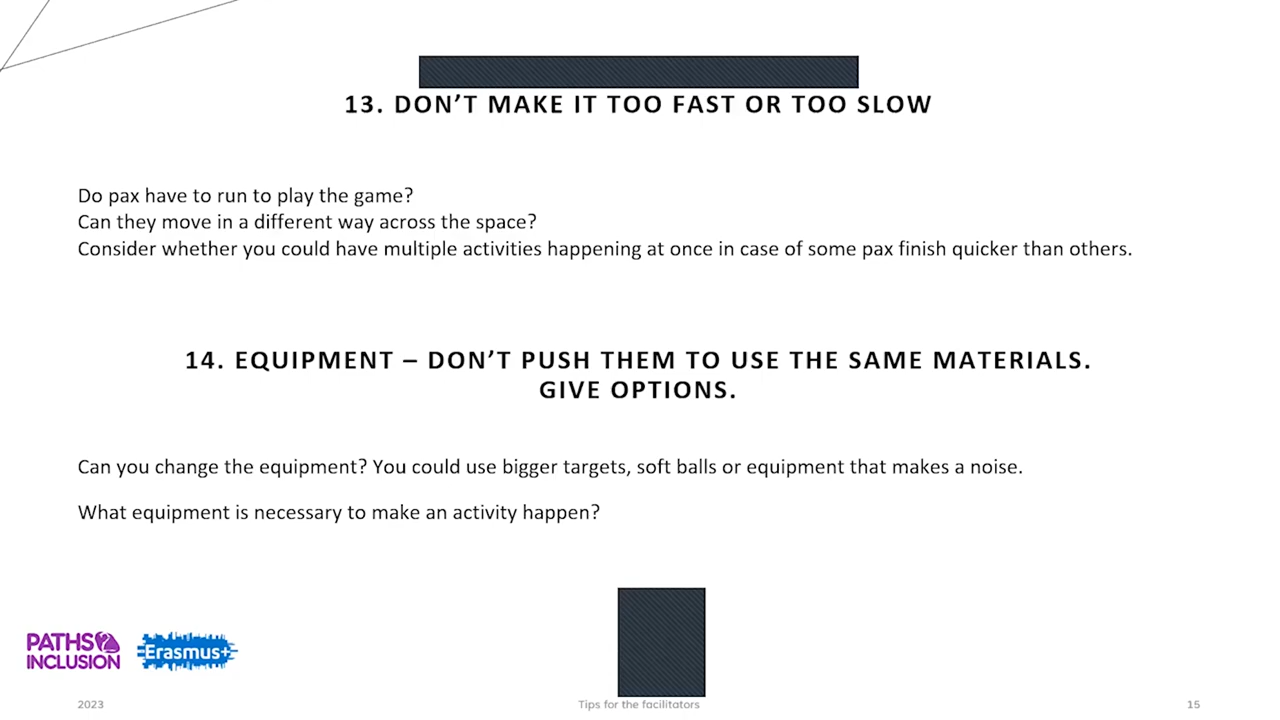 13. DON’T MAKE IT TOO FAST OR TOO SLOW
Do pax have to run to play the game?
Can they move in a different way across the space?
Consider whether you could have multiple activities happening at once in case of some pax finish quicker than others.
14. EQUIPMENT – DON’T PUSH THEM TO USE THE SAME MATERIALS.
GIVE OPTIONS.
Can you change the equipment? You could use bigger targets, soft balls or equipment that makes a noise.
What equipment is necessary to make an activity happen?
PATHS2
INCLUSION
Erasmus+
2023
Tips for the facilitators
15